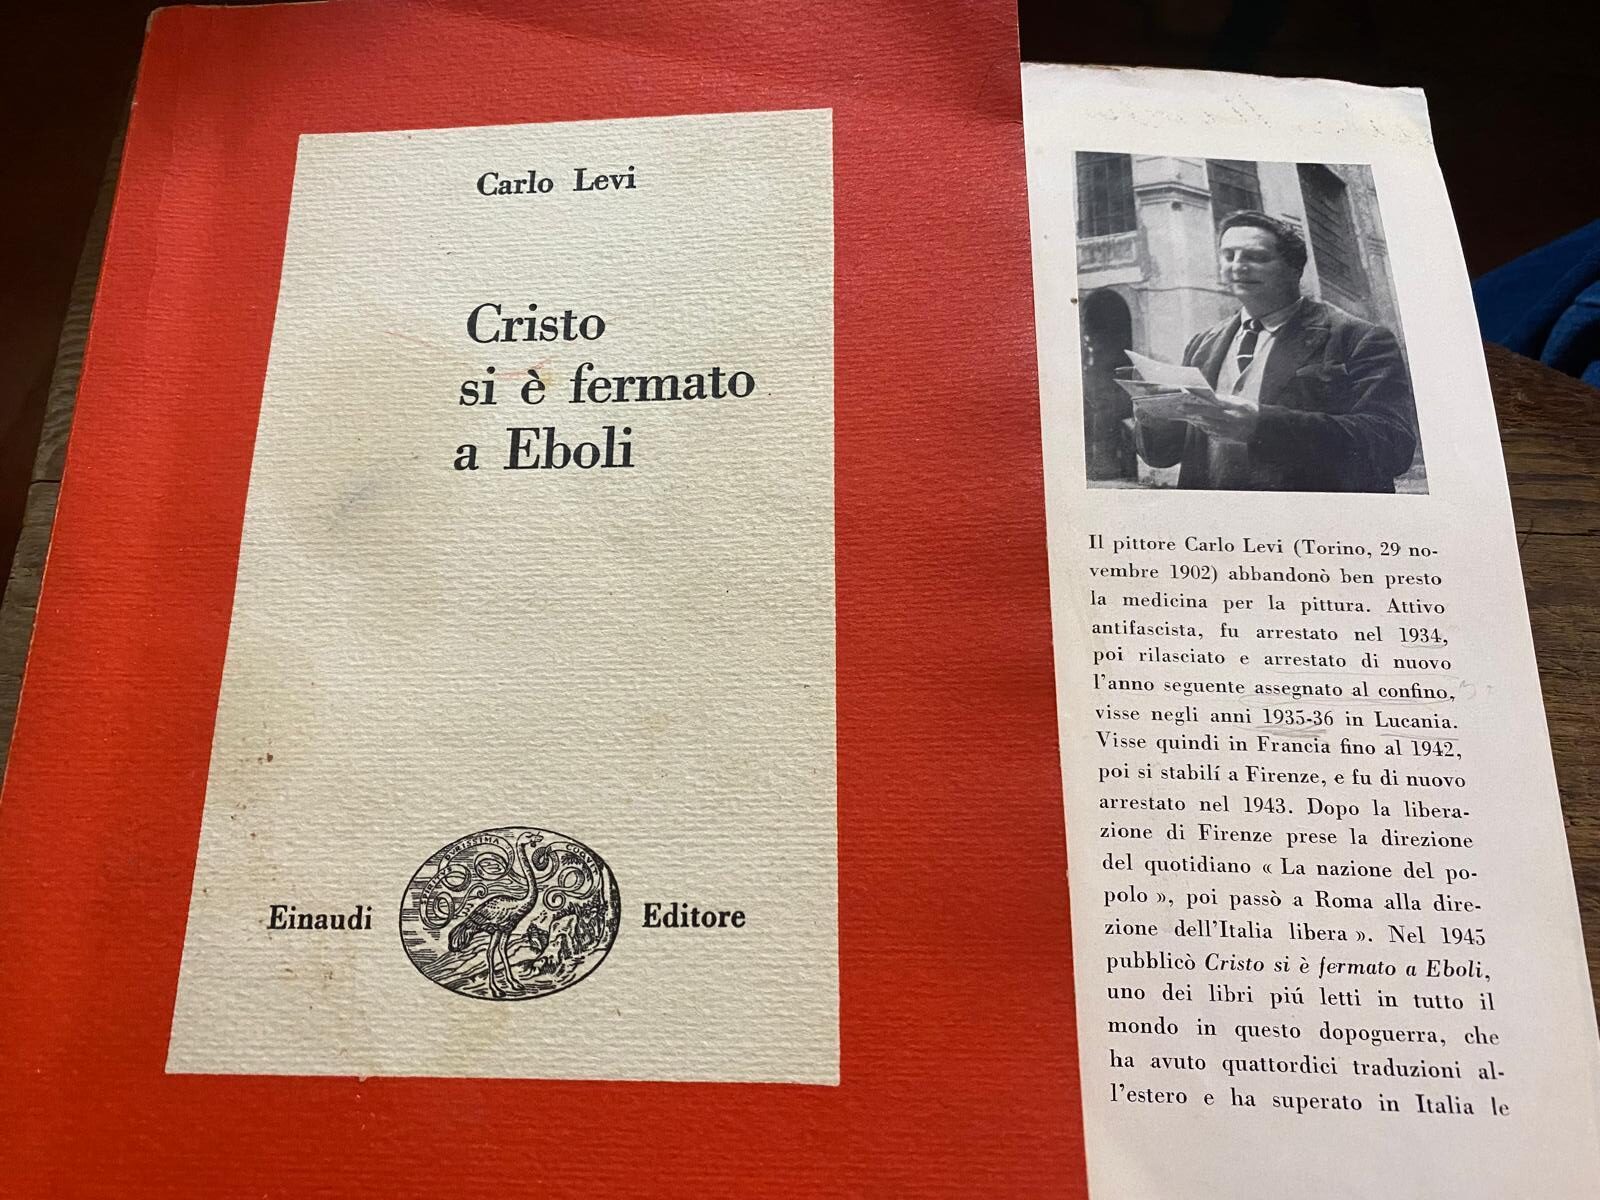 Carlo Levi
Cristo
si è fermato
a Eboli
SPIRITVS DVRISSIMA COQVIT
Einaudi Editore
Il pittore Carlo Levi (Torino, 29 no-
vembre 1902) abbandonò ben presto
la medicina per la pittura. Attivo
antifascista, fu arrestato nel 1934,
poi rilasciato e arrestato di nuovo
l'anno seguente assegnato al confino,
visse negli anni 1935-36 in Lucania.
Visse quindi in Francia fino al 1942,
poi si stabilí a Firenze, e fu di nuovo
arrestato nel 1943. Dopo la libera-
zione di Firenze prese la direzione
del quotidiano « La nazione del po-
polo », poi passò a Roma alla dire-
zione dell'Italia libera ». Nel 1945
pubblicò Cristo si è fermato a Eboli,
uno dei libri piú letti in tutto il
mondo in questo dopoguerra, che
ha avuto quattordici traduzioni al-
l'estero e ha superato in Italia le